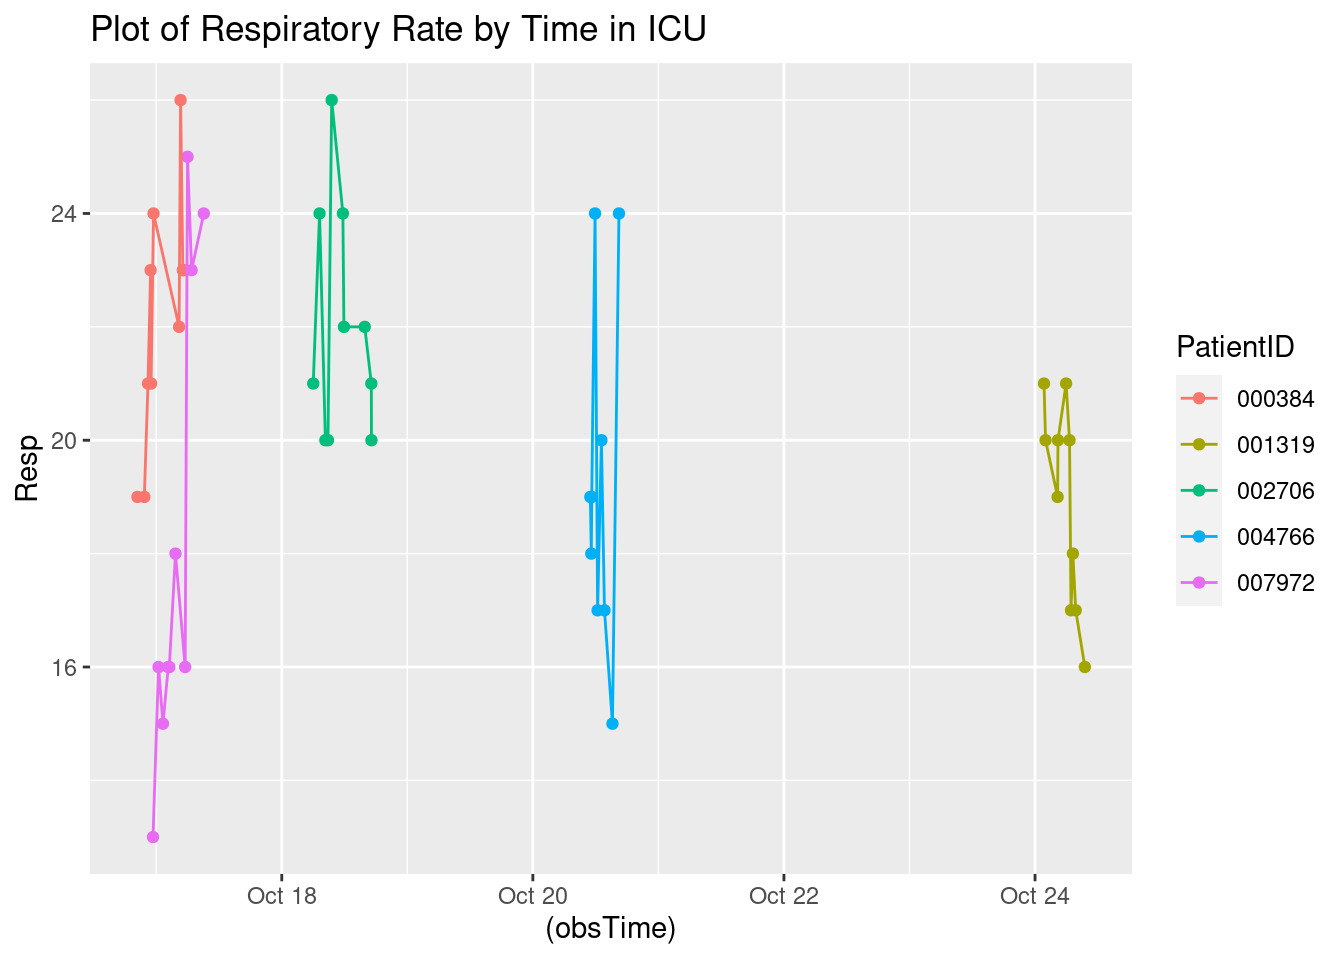 Plot of Respiratory Rate by Time in ICU
24
20
16
Resp
Oct 18
Oct 20
Oct 22
Oct 24
(obsTime)
PatientID
000384
001319
002706
004766
007972